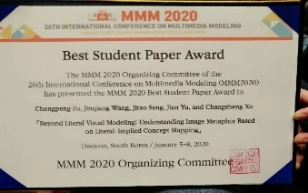 MMM 2020
26TH INTERNATIONAL CONFERENCE ON MULTIMEDIA MODELING
Best Student Paper Award
The MMM 2020 Organizing Committee of the
26th International Conference on Multimedia Modeling (MMM2020)
has presented the MMM 2020 Best Student Paper Award to
Chengpeng Fu, Jinqiang Wang, Jitao Sang, Jian Yu, and Changsheng Xu
"Beyond Literal Visual Modeling: Understanding Image Metaphor Based
on Literal-Implied Concept Mapping"
Daejeon, South Korea / January 5-8, 2020
MMM 2020 Organizing Committee